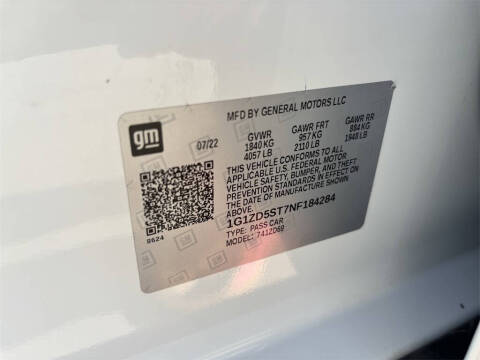 MFD BY GENERAL MOTORS LLC
gm
07/22
GVWR GAWR FRT GAWR RR
1840 KG 957 KG 884 KG
4057 LB 2110 LB 1948 LB
THIS VEHICLE CONFORMS TO ALL
APPLICABLE U.S. FEDERAL MOTOR
VEHICLE SAFETY, BUMPER, AND THEFT
PREVENTION STANDARDS IN EFFECT ON
THE DATE OF MANUFACTURE SHOWN
ABOVE.
1G1ZD5ST7NF184284
TYPE: PASS CAR
MODEL: 741ZD69
8624